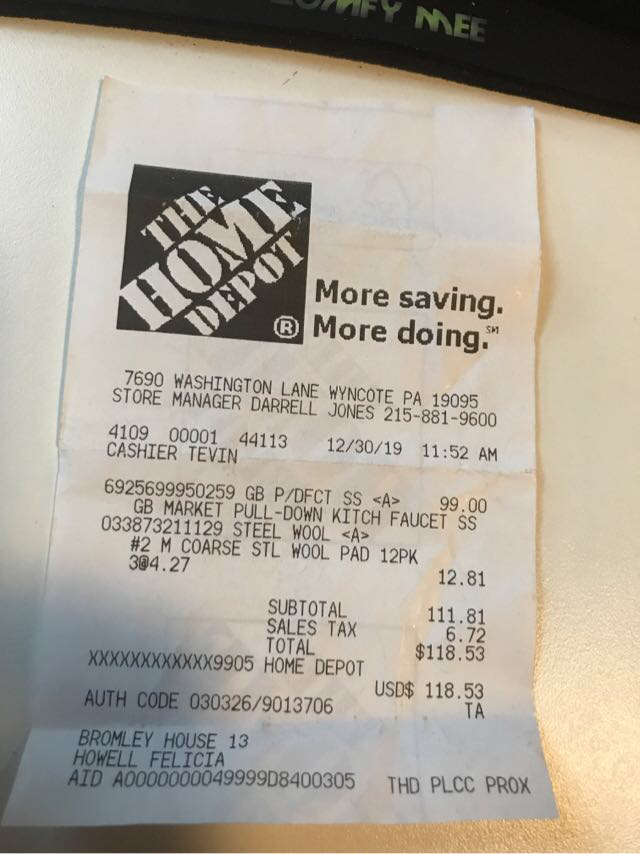 MFY MEE
THE
HOME
DEPOT
®
More saving.
More doing.℠
7690 WASHINGTON LANE WYNCOTE PA 19095
STORE MANAGER DARRELL JONES 215-881-9600
4109 00001 44113 12/30/19 11:52 AM
CASHIER TEVIN
6925699950259 GB P/DFCT SS <A> 99.00
GB MARKET PULL-DOWN KITCH FAUCET SS
033873211129 STEEL WOOL <A>
#2 M COARSE STL WOOL PAD 12PK
3@4.27 12.81
SUBTOTAL 111.81
SALES TAX 6.72
TOTAL $118.53
XXXXXXXXXXXX9905 HOME DEPOT
USD$ 118.53
AUTH CODE 030326/9013706 TA
BROMLEY HOUSE 13
HOWELL FELICIA
AID A0000000049999D8400305 THD PLCC PROX